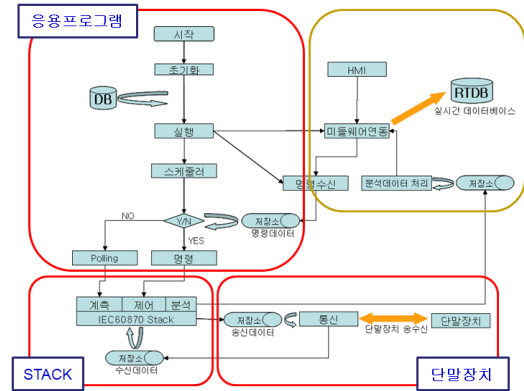 응용프로그램
시작
초기화
HMI
DB
RTDB
실시간 데이터베이스
실행
미들웨어연동
스케줄러
명령수신
분석데이터 처리
저장소
NO
Y/N
저장소
명령데이터
YES
Polling
명령
계측 제어 분석
IEC60870 Stack
저장소
송신데이터
통신
단말장치 송수신
단말장치
저장소
수신데이터
STACK
단말장치